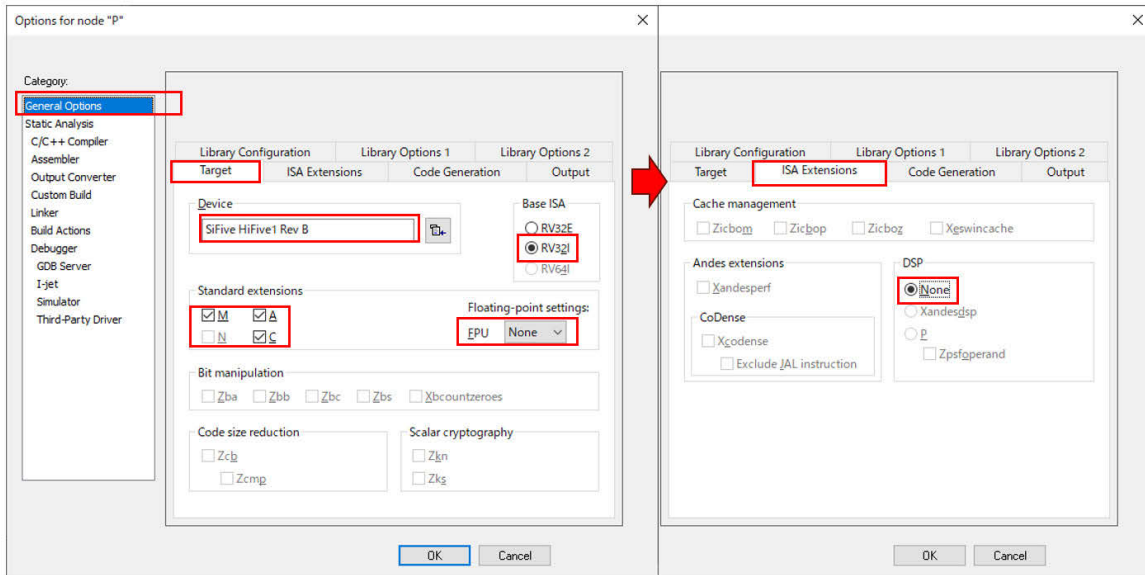 Options for node "P"
Category:
General Options
Static Analysis
C/C++ Compiler
Assembler
Output Converter
Custom Build
Linker
Build Actions
Debugger
GDB Server
I-jet
Simulator
Third-Party Driver
Library Configuration Library Options 1 Library Options 2
Target ISA Extensions Code Generation Output
Device
SiFive HiFive1 Rev B
Base ISA
RV32E
RV32I
RV64I
Standard extensions
M A
N C
Floating-point settings:
FPU None
Bit manipulation
Zba Zbb Zbc Zbs Xbcountzeroes
Code size reduction
Zcb
Zcmp
Scalar cryptography
Zkn
Zks
OK Cancel
Library Configuration Library Options 1 Library Options 2
Target ISA Extensions Code Generation Output
Cache management
Zicbom Zicbop Zicboz Xeswincache
Andes extensions
Xandesperf
CoDense
Xcodense
Exclude JAL instruction
DSP
None
Xandesdsp
P
Zpsfoperand
OK Cancel